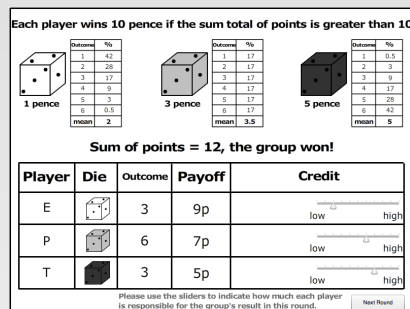 Each player wins 10 pence if the sum total of points is greater than 10
Outcome %
1 42
2 28
3 17
4 9
5 3
6 0.5
mean 2
1 pence
Outcome %
1 17
2 17
3 17
4 17
5 17
6 17
mean 3.5
3 pence
Outcome %
1 0.5
2 3
3 9
4 17
5 28
6 42
mean 5
5 pence
Sum of points = 12, the group won!
Player Die Outcome Payoff Credit
E 3 9p low high
P 6 7p low high
T 3 5p low high
Please use the sliders to indicate how much each player
is responsible for the group's result in this round.
Next Round